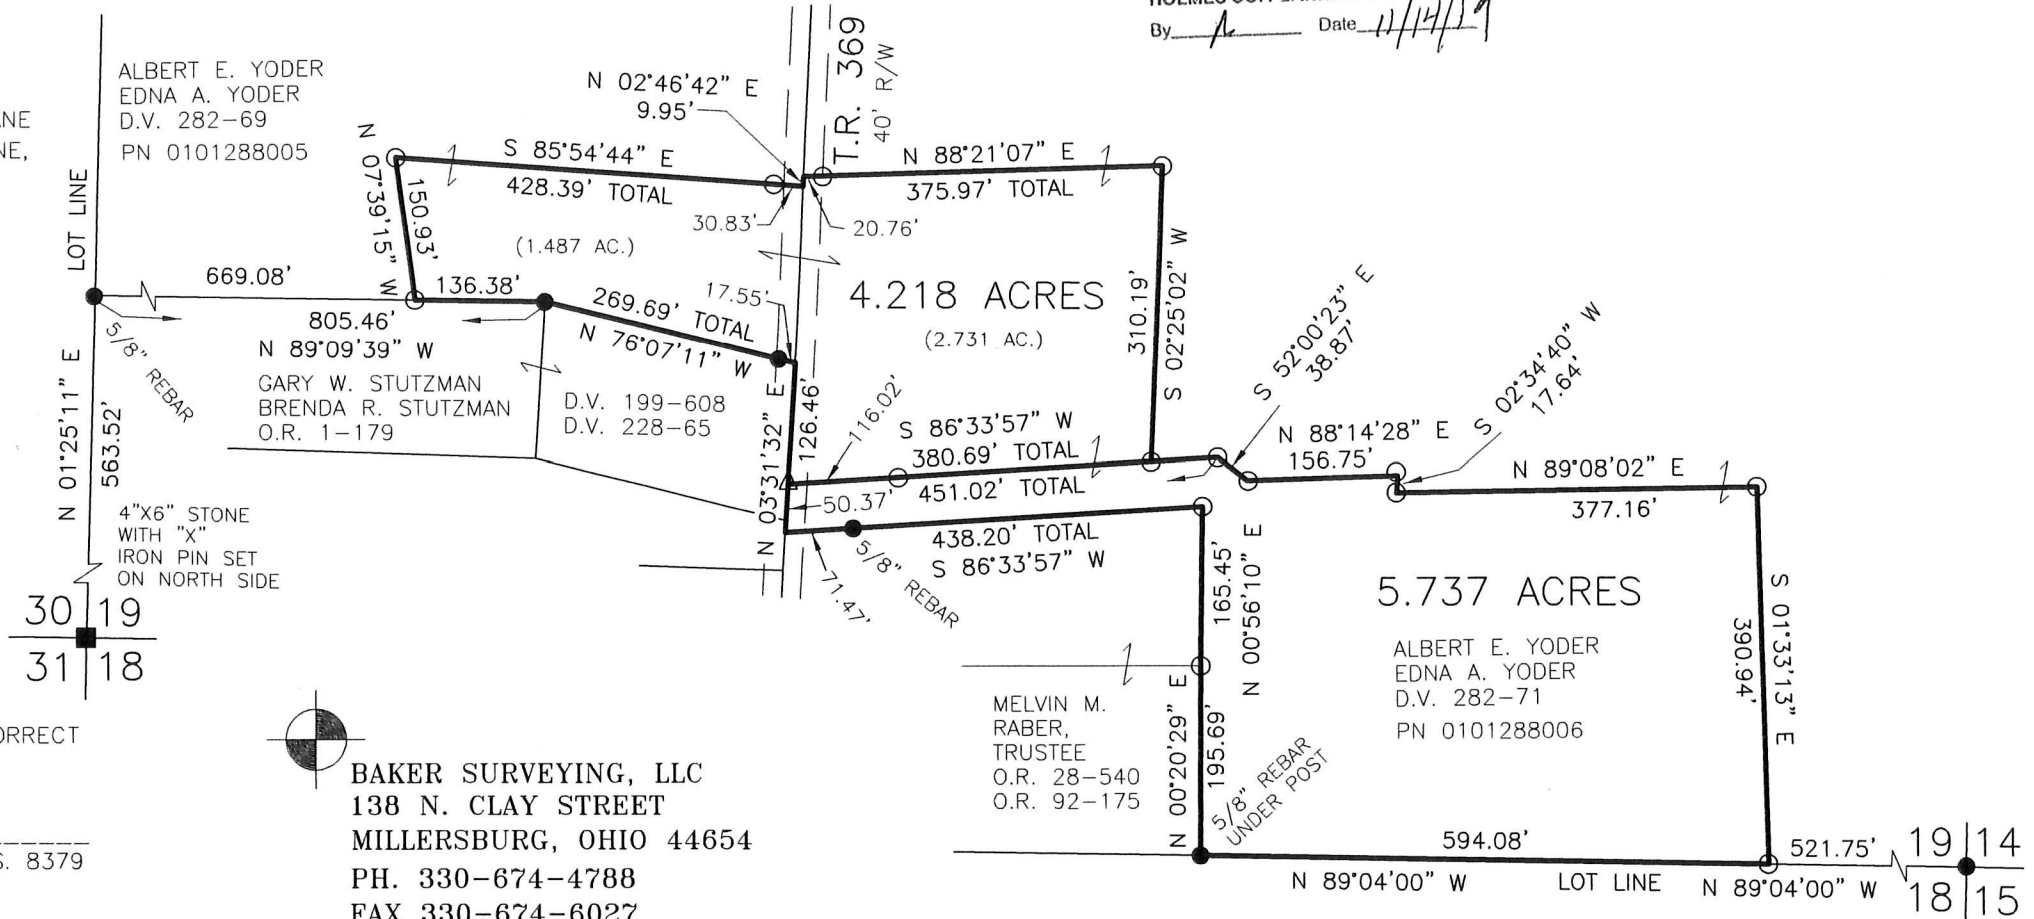 By Date 11/14/19
ALBERT E. YODER
EDNA A. YODER
D.V. 282-69
PN 0101288005
NE,
LOT LINE
N 07°39'15" W
150.93'
S 85°54'44" E
428.39' TOTAL
N 02°46'42" E
9.95'
T.R. 369
40' R/W
N 88°21'07" E
375.97' TOTAL
30.83'
20.76'
(1.487 AC.)
669.08'
136.38'
269.69' TOTAL
N 76°07'11" W
17.55'
4.218 ACRES
(2.731 AC.)
310.19'
S 02°25'02" W
805.46'
N 89°09'39" W
5/8" REBAR
GARY W. STUTZMAN
BRENDA R. STUTZMAN
O.R. 1-179
D.V. 199-608
D.V. 228-65
N 03°31'32" E
126.46'
116.02'
S 86°33'57" W
380.69' TOTAL
451.02' TOTAL
50.37'
438.20' TOTAL
S 86°33'57" W
5/8" REBAR
71.47'
S 52°00'23" E
38.87'
N 88°14'28" E
156.75'
S 02°34'40" W
17.64'
N 89°08'02" E
377.16'
N 01°25'11" E
563.52'
4"X6" STONE
WITH "X"
IRON PIN SET
ON NORTH SIDE
30 19
31 18
165.45'
N 00°56'10" E
5.737 ACRES
ALBERT E. YODER
EDNA A. YODER
D.V. 282-71
PN 0101288006
390.94'
S 01°33'13" E
MELVIN M.
RABER,
TRUSTEE
O.R. 28-540
O.R. 92-175
N 00°20'29" E
195.69'
5/8" REBAR
UNDER POST
594.08'
N 89°04'00" W
LOT LINE
521.75'
N 89°04'00" W
19 14
18 15
BAKER SURVEYING, LLC
138 N. CLAY STREET
MILLERSBURG, OHIO 44654
PH. 330-674-4788
FAX 330-674-6027
8379